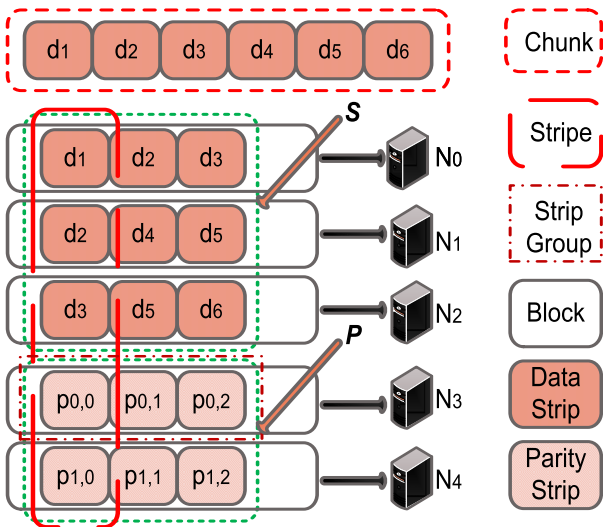 d1 d2 d3 d4 d5 d6 Chunk
S
d1 d2 d3 N0 Stripe
d2 d4 d5 N1 Strip
Group
d3 d5 d6 N2 Block
P
p0,0 p0,1 p0,2 N3 Data
Strip
p1,0 p1,1 p1,2 N4 Parity
Strip